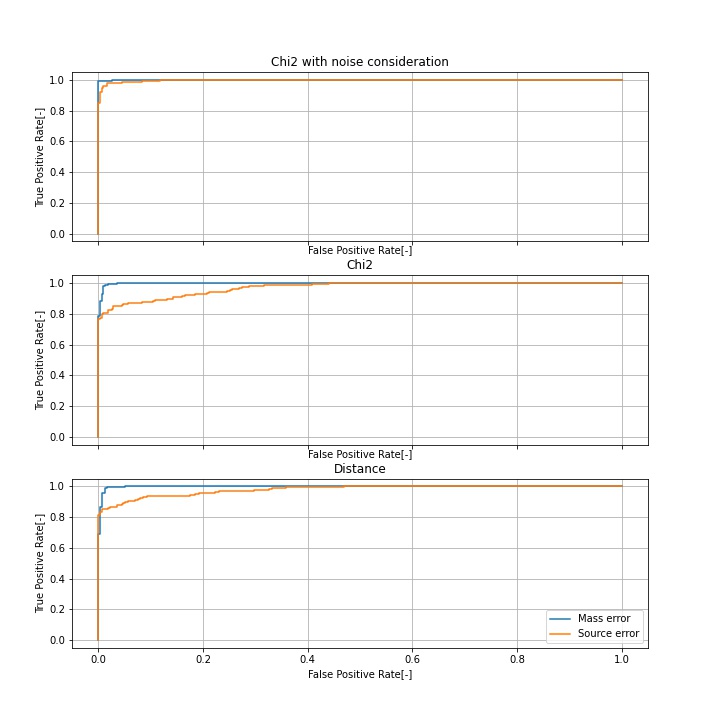 Chi2 with noise consideration
1.0
0.8
0.6
0.4
0.2
0.0
True Positive Rate[-]
False Positive Rate[-]
Chi2
1.0
0.8
0.6
0.4
0.2
0.0
True Positive Rate[-]
False Positive Rate[-]
Distance
1.0
0.8
0.6
0.4
0.2
0.0
True Positive Rate[-]
Mass error
Source error
0.0 0.2 0.4 0.6 0.8 1.0
False Positive Rate[-]